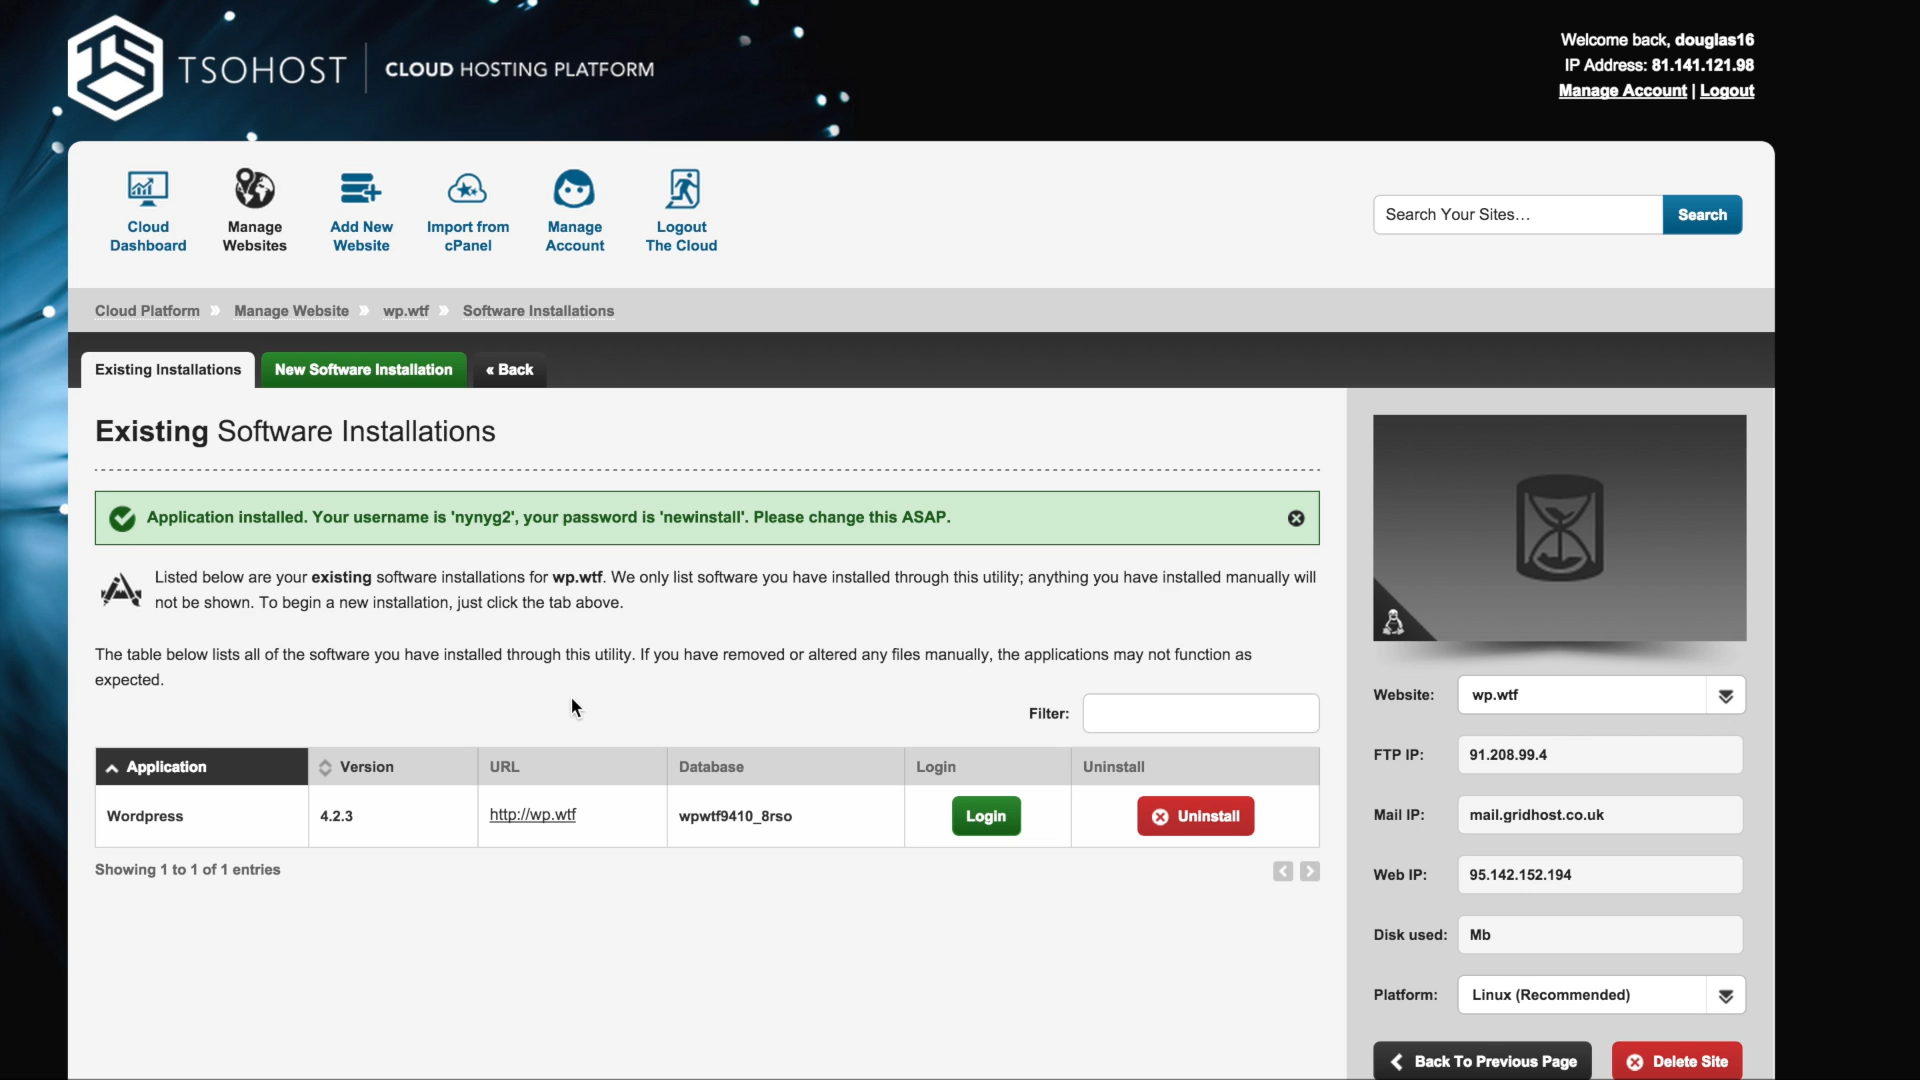 TSOHOST
CLOUD HOSTING PLATFORM
Welcome back, douglas16
IP Address: 81.141.121.98
Manage Account | Logout
Cloud Dashboard
Manage Websites
Add New Website
Import from cPanel
Manage Account
Logout The Cloud
Search Your Sites...
Search
Cloud Platform » Manage Website » wp.wtf » Software Installations
Existing Installations
New Software Installation
« Back
Existing Software Installations
Application installed. Your username is 'nynyg2', your password is 'newinstall'. Please change this ASAP.
Listed below are your existing software installations for wp.wtf. We only list software you have installed through this utility; anything you have installed manually will
not be shown. To begin a new installation, just click the tab above.
The table below lists all of the software you have installed through this utility. If you have removed or altered any files manually, the applications may not function as
expected.
Filter:
Application Version URL Database Login Uninstall
Wordpress 4.2.3 http://wp.wtf wpwtf9410_8rso Login Uninstall
Showing 1 to 1 of 1 entries
Website: wp.wtf
FTP IP: 91.208.99.4
Mail IP: mail.gridhost.co.uk
Web IP: 95.142.152.194
Disk used: Mb
Platform: Linux (Recommended)
Back To Previous Page
Delete Site